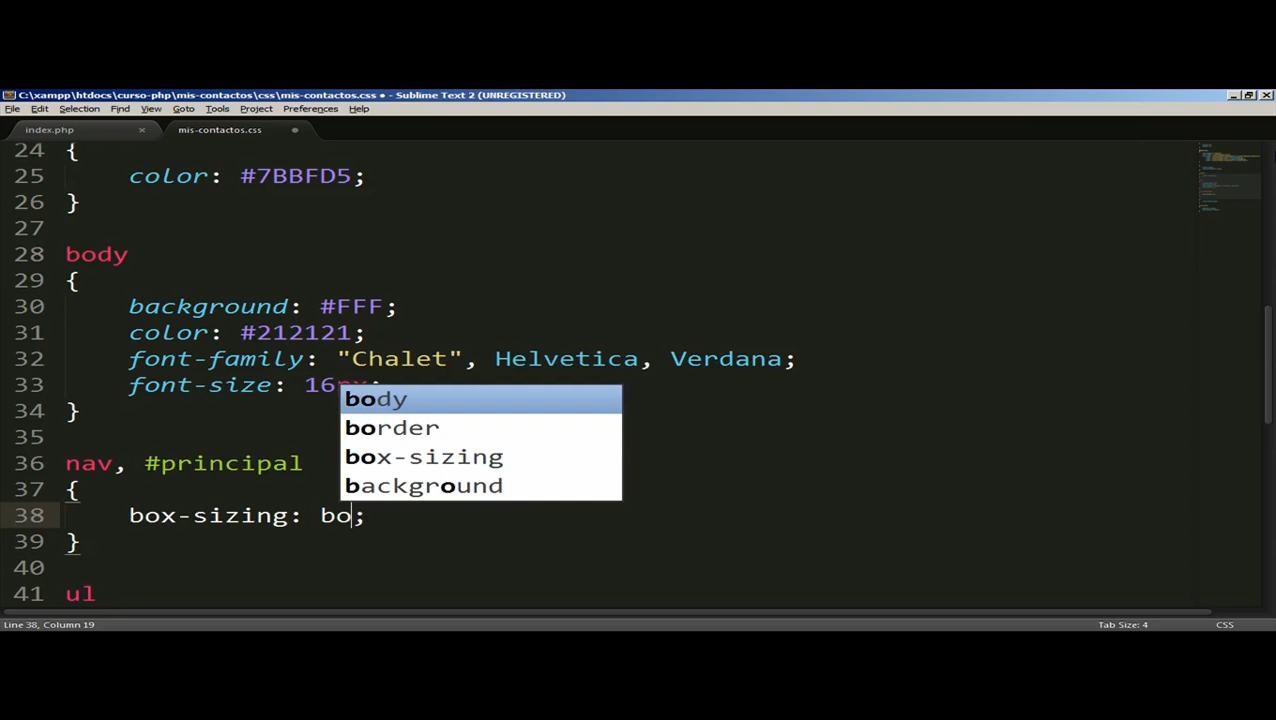 C:\xampp\htdocs\curso-php\mis-contactos\css\mis-contactos.css • - Sublime Text 2 (UNREGISTERED)
File Edit Selection Find View Goto Tools Project Preferences Help
index.php × mis-contactos.css
24 {
25 color: #7BBFD5;
26 }
27
28 body
29 {
30 background: #FFF;
31 color: #212121;
32 font-family: "Chalet", Helvetica, Verdana;
33 font-size: 16px;
body
34 }
border
35
box-sizing
36 nav, #principal
background
37 {
38 box-sizing: bo;
39 }
40
41 ul
Line 38, Column 19 Tab Size: 4 CSS